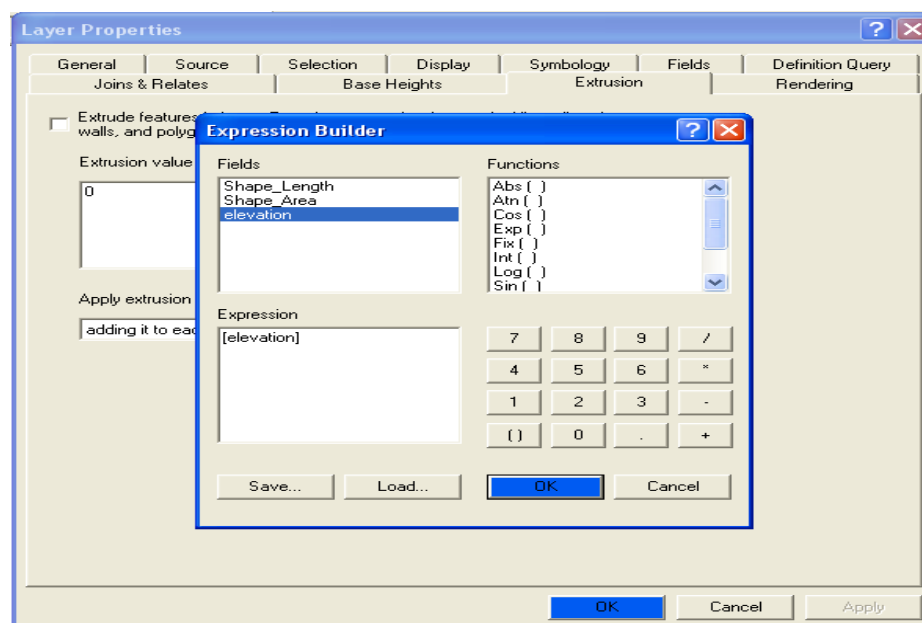 Layer Properties
General Source Selection Display Symbology Fields Definition Query
Joins & Relates Base Heights Extrusion Rendering
Extrude features
walls, and polyg
Extrusion value
0
Apply extrusion
adding it to eac
Expression Builder
Fields
Shape_Length
Shape_Area
elevation
Functions
Abs ( )
Atn ( )
Cos ( )
Exp ( )
Fix ( )
Int ( )
Log ( )
Sin ( )
Expression
[elevation]
7 8 9 /
4 5 6 *
1 2 3 -
( ) 0 . +
Save... Load... OK Cancel
OK Cancel Apply